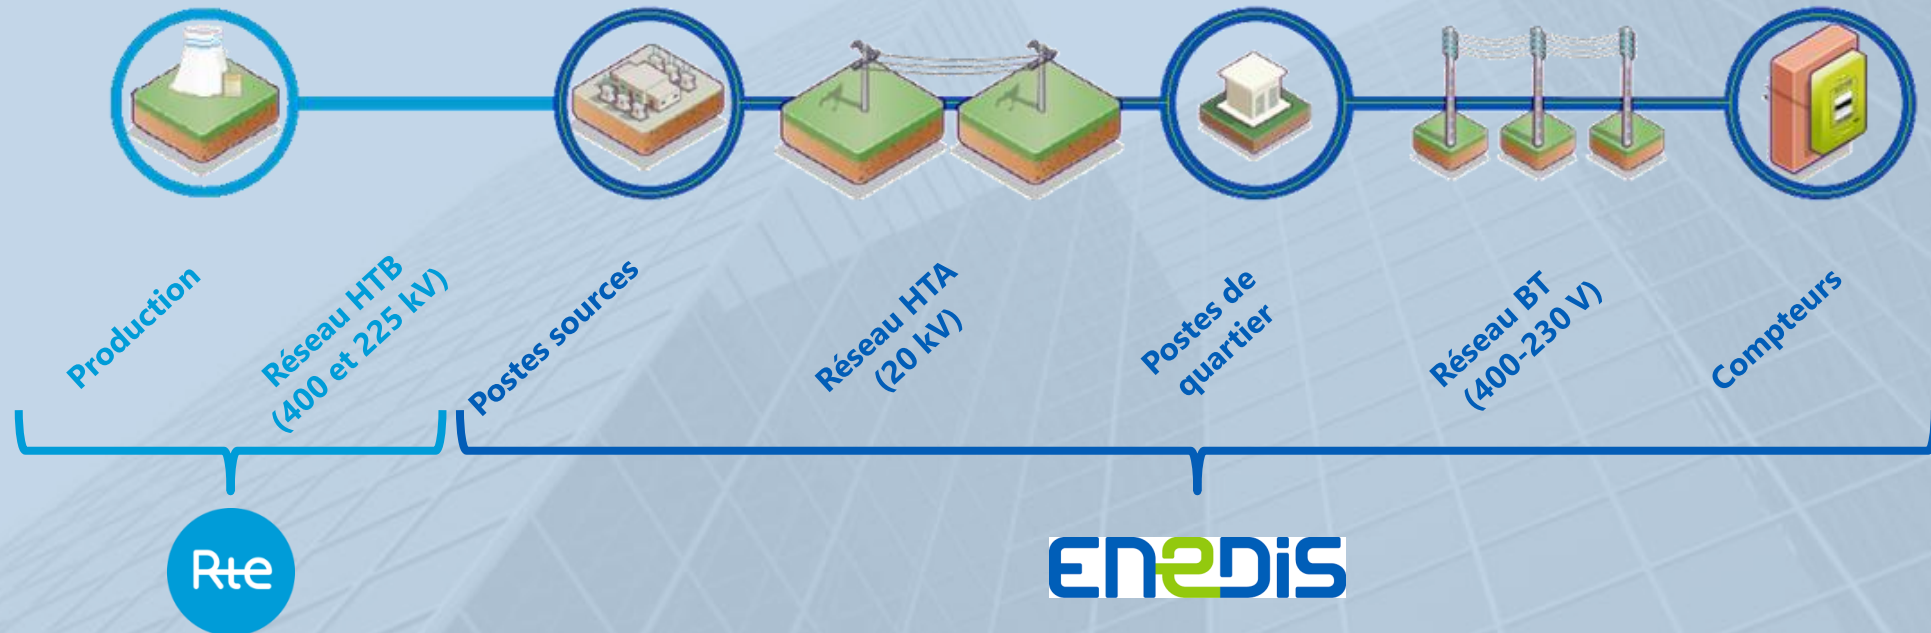 Production
Réseau HTB
(400 et 225 kV)
Postes sources
Réseau HTA
(20 kV)
Postes de
quartier
Réseau BT
(400-230 V)
Compteurs
Rte
ENEDIS